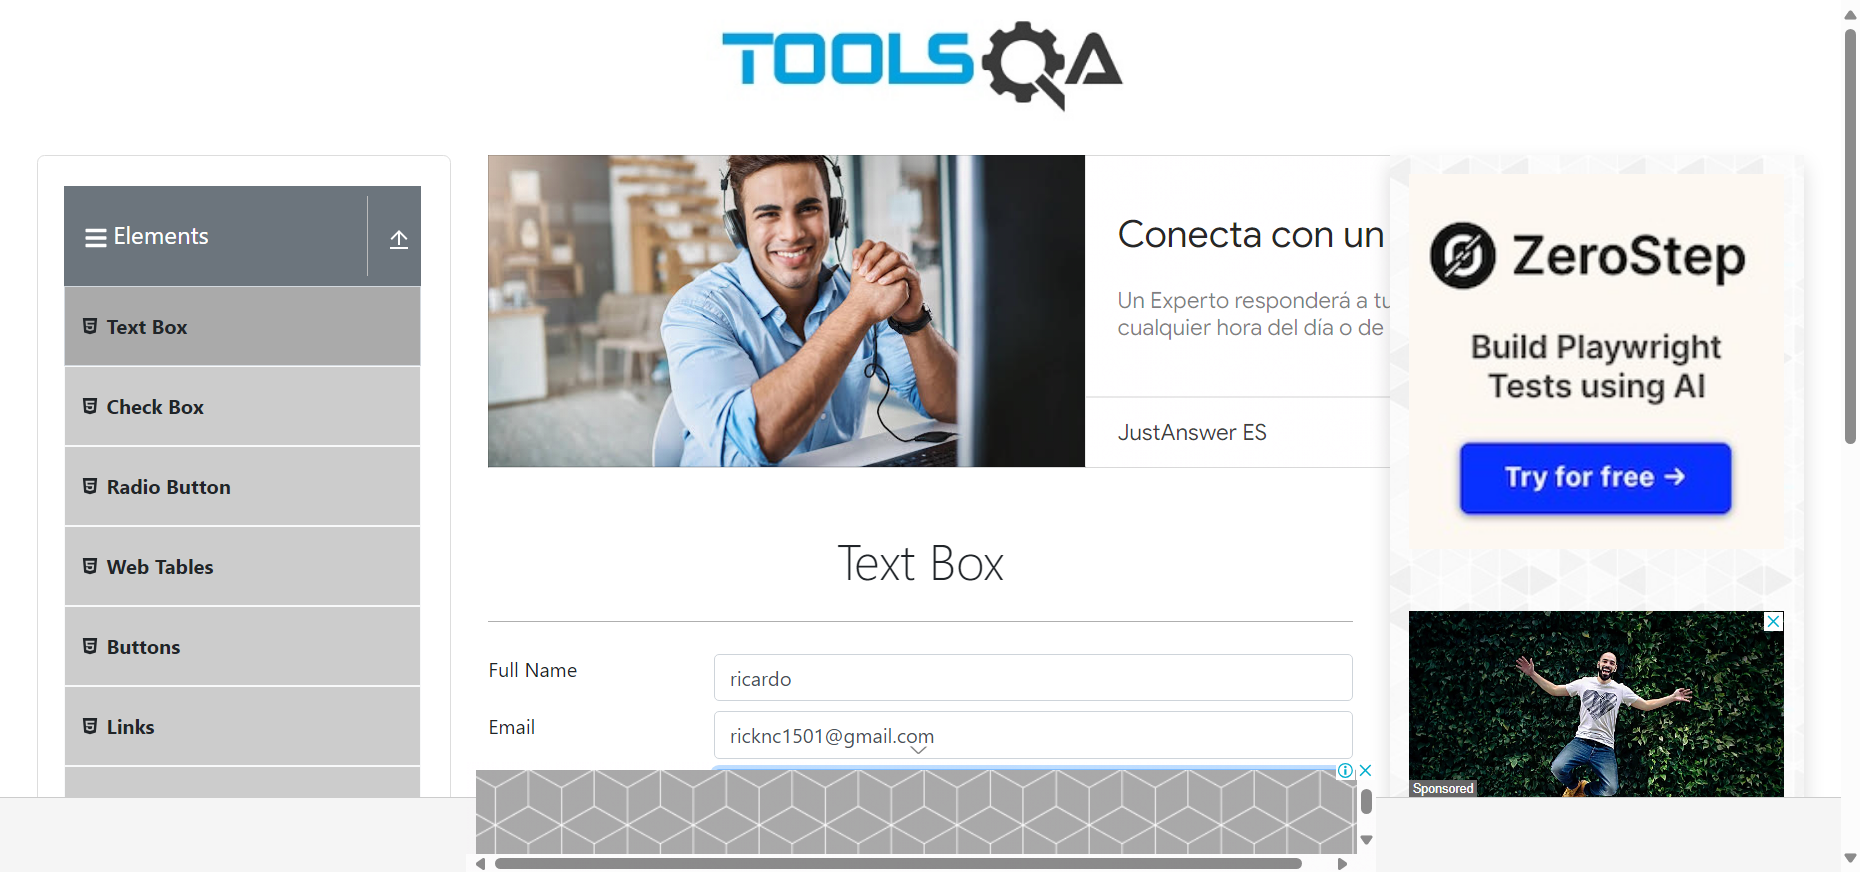 TOOLSQA
Elements
Text Box
Check Box
Radio Button
Web Tables
Buttons
Links
Conecta con un
Un Experto responderá a tu
cualquier hora del día o de
JustAnswer ES
Text Box
Full Name
ricardo
Email
ricknc1501@gmail.com
ZeroStep
Build Playwright
Tests using AI
Try for free →
Sponsored